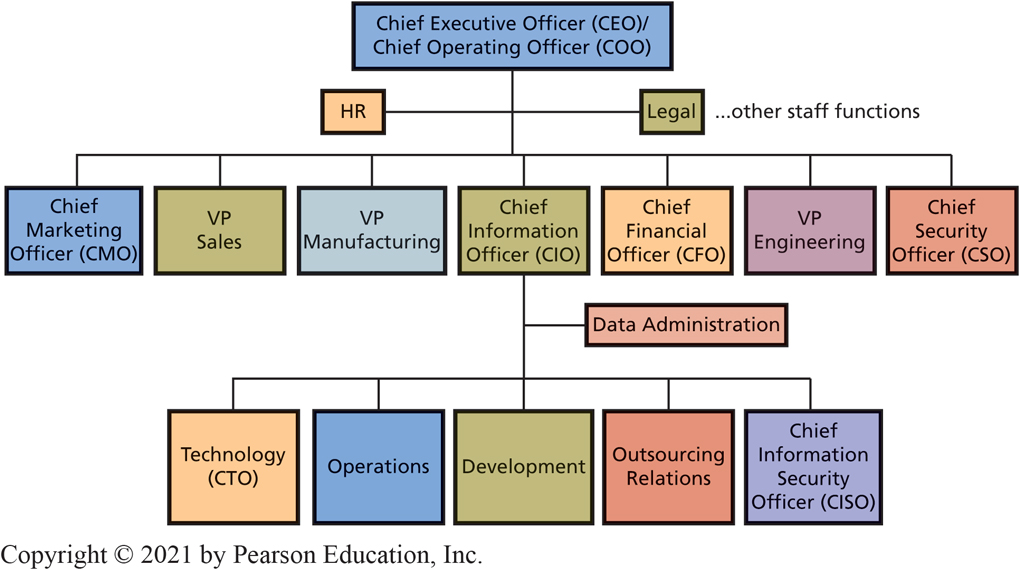 Chief Executive Officer (CEO)/
Chief Operating Officer (COO)
HR
Legal
...other staff functions
Chief
Marketing
Officer (CMO)
VP
Sales
VP
Manufacturing
Chief
Information
Officer (CIO)
Chief
Financial
Officer (CFO)
VP
Engineering
Chief
Security
Officer (CSO)
Data Administration
Technology
(CTO)
Operations
Development
Outsourcing
Relations
Chief
Information
Security
Officer (CISO)
Copyright © 2021 by Pearson Education, Inc.